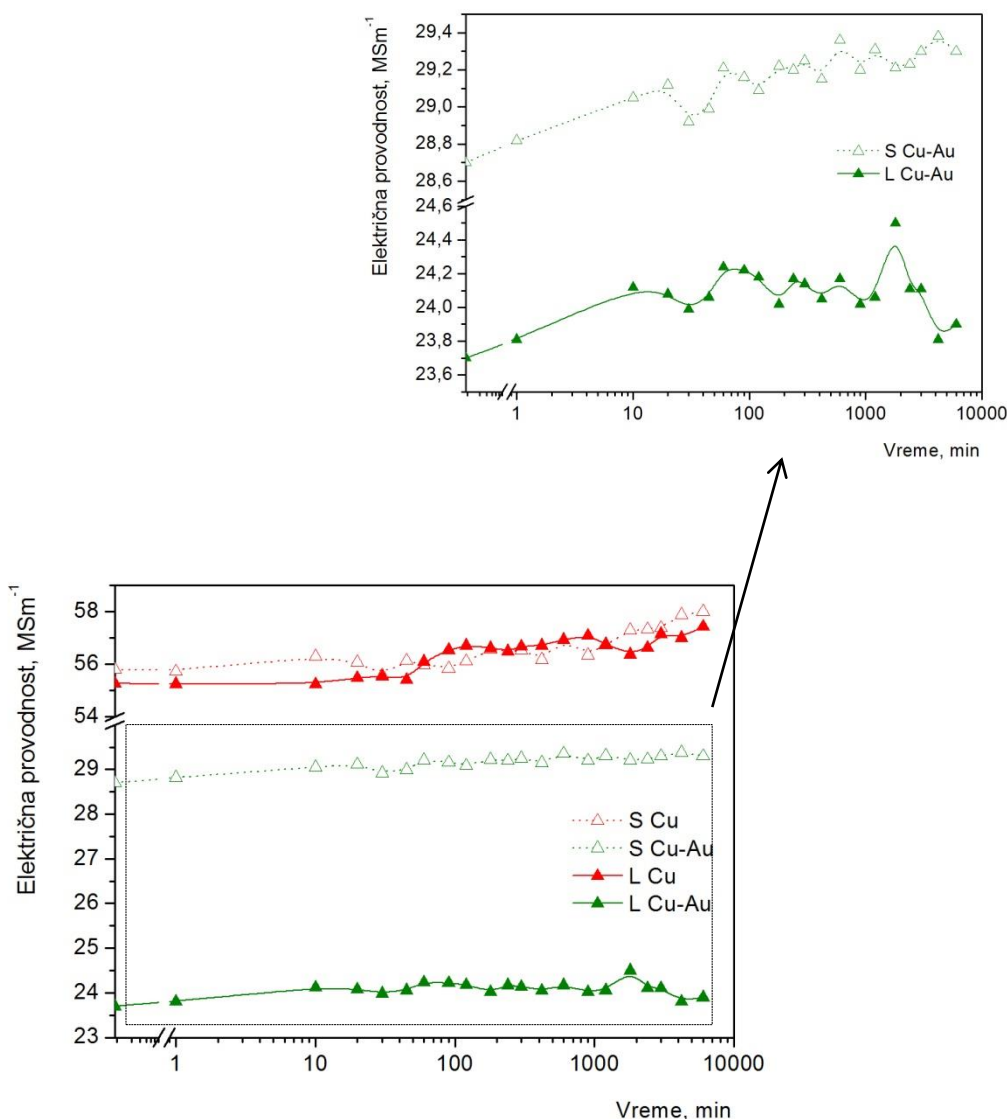 Električna provodnost, MSm⁻¹
29,4
29,2
29,0
28,8
28,6
24,6
24,4
24,2
24,0
23,8
23,6
S Cu-Au
L Cu-Au
1 10 100 1000 10000
Vreme, min
Električna provodnost, MSm⁻¹
58
56
54
29
28
27
26
25
24
23
S Cu
S Cu-Au
L Cu
L Cu-Au
1 10 100 1000 10000
Vreme, min